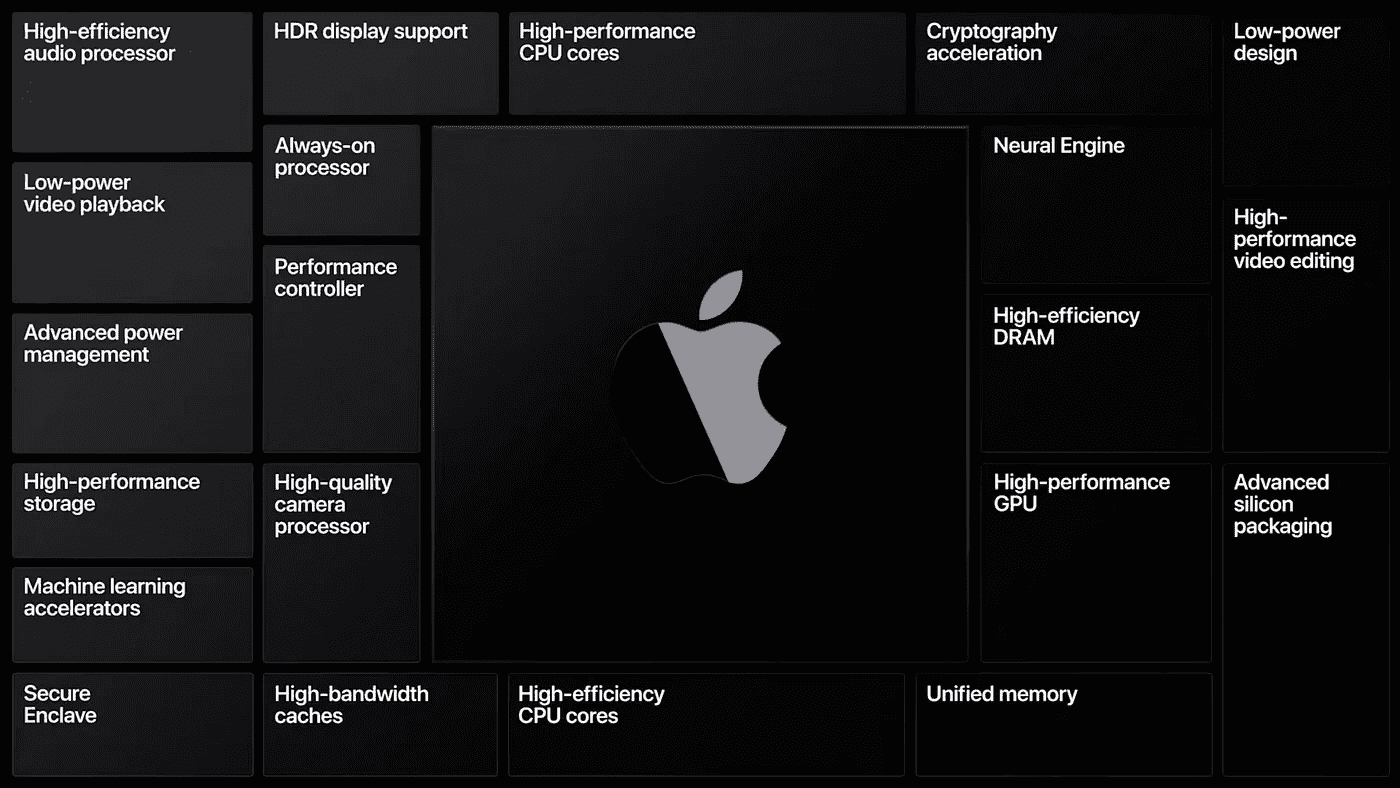 High-efficiency
audio processor
HDR display support
High-performance
CPU cores
Cryptography
acceleration
Low-power
design
Always-on
processor
Neural Engine
Low-power
video playback
High-
performance
video editing
Performance
controller
High-efficiency
DRAM
Advanced power
management
High-performance
storage
High-quality
camera
processor
High-performance
GPU
Advanced
silicon
packaging
Machine learning
accelerators
Secure
Enclave
High-bandwidth
caches
High-efficiency
CPU cores
Unified memory